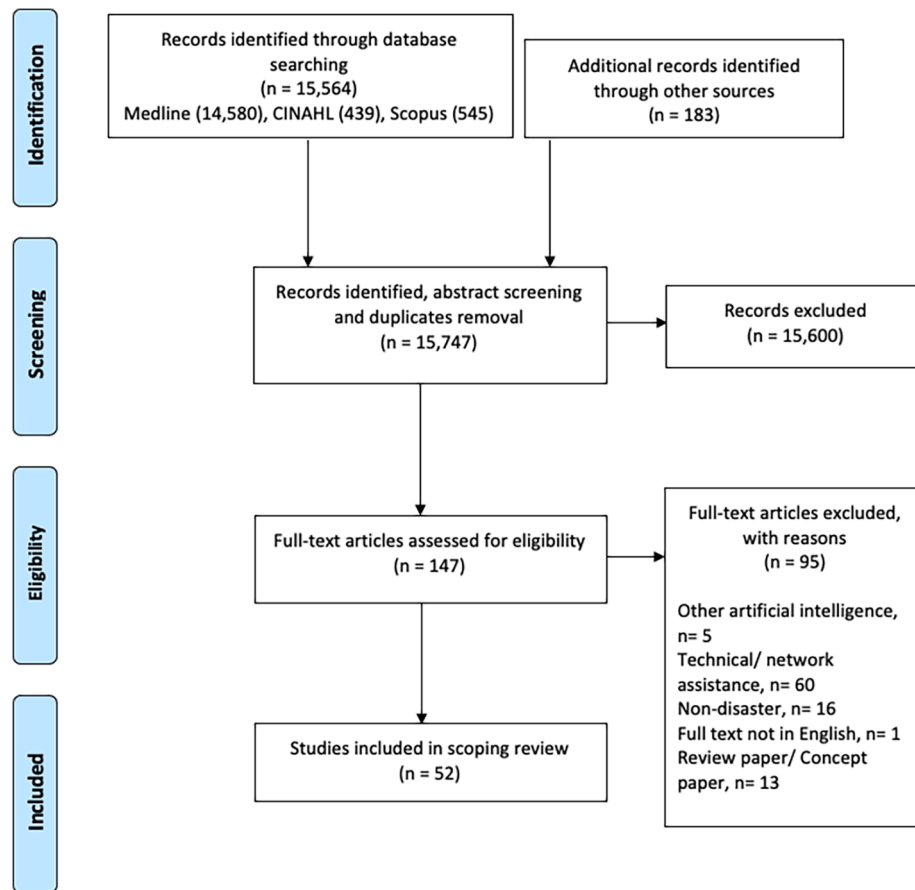 Identification
Records identified through database
searching
(n = 15,564)
Medline (14,580), CINAHL (439), Scopus (545)
Additional records identified
through other sources
(n = 183)
Screening
Records identified, abstract screening
and duplicates removal
(n = 15,747)
Records excluded
(n = 15,600)
Eligibility
Full-text articles assessed for eligibility
(n = 147)
Full-text articles excluded,
with reasons
(n = 95)
Other artificial intelligence,
n= 5
Technical/ network
assistance, n= 60
Non-disaster, n= 16
Full text not in English, n= 1
Review paper/ Concept
paper, n= 13
Included
Studies included in scoping review
(n = 52)